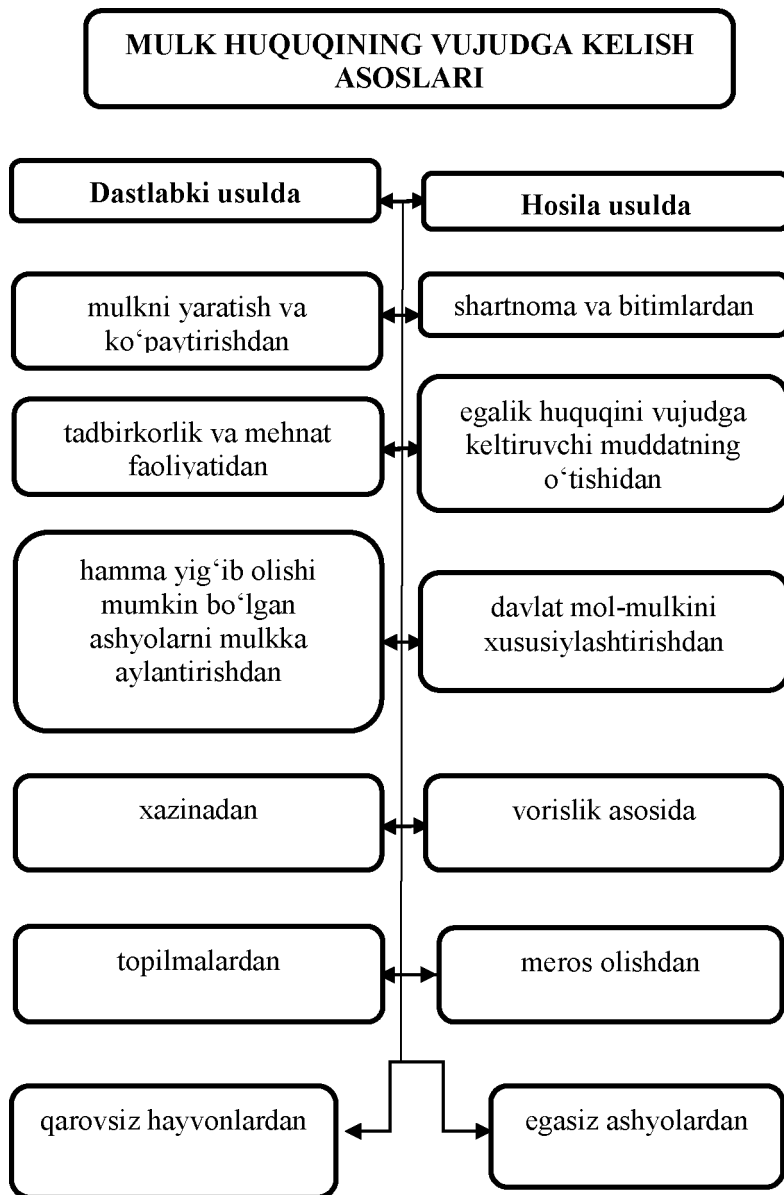 MULK HUQUQINING VUJUDGA KELISH
ASOSLARI
Dastlabki usulda
Hosila usulda
mulkni yaratish va
ko‘paytirishdan
shartnoma va bitimlardan
tadbirkorlik va mehnat
faoliyatidan
egalik huquqini vujudga
keltiruvchi muddatning
o‘tishidan
hamma yig‘ib olishi
mumkin bo‘lgan
ashyolarni mulkka
aylantirishdan
davlat mol-mulkini
xususiylashtirishdan
xazinadan
vorislik asosida
topilmalardan
meros olishdan
qarovsiz hayvonlardan
egasiz ashyolardan